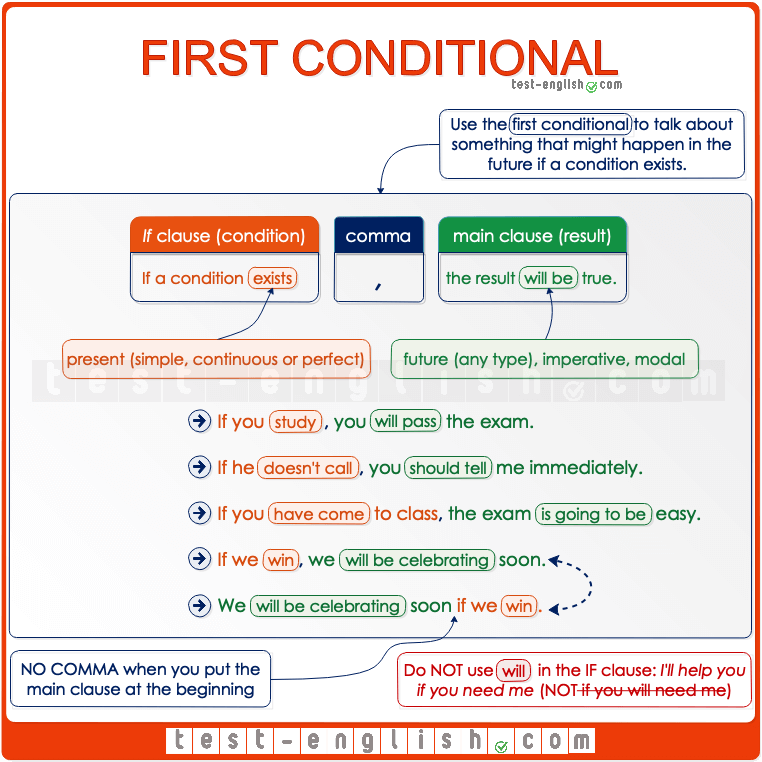 FIRST CONDITIONAL
test-english.com
Use the first conditional to talk about
something that might happen in the
future if a condition exists.
If clause (condition)
comma
main clause (result)
If a condition exists
,
the result will be true.
present (simple, continuous or perfect)
future (any type), imperative, modal
test-english.com
If you study, you will pass the exam.
If he doesn't call, you should tell me immediately.
If you have come to class, the exam is going to be easy.
If we win, we will be celebrating soon.
We will be celebrating soon if we win.
NO COMMA when you put the
main clause at the beginning
Do NOT use will in the IF clause: I'll help you
if you need me (NOT if you will need me)
test-english.com